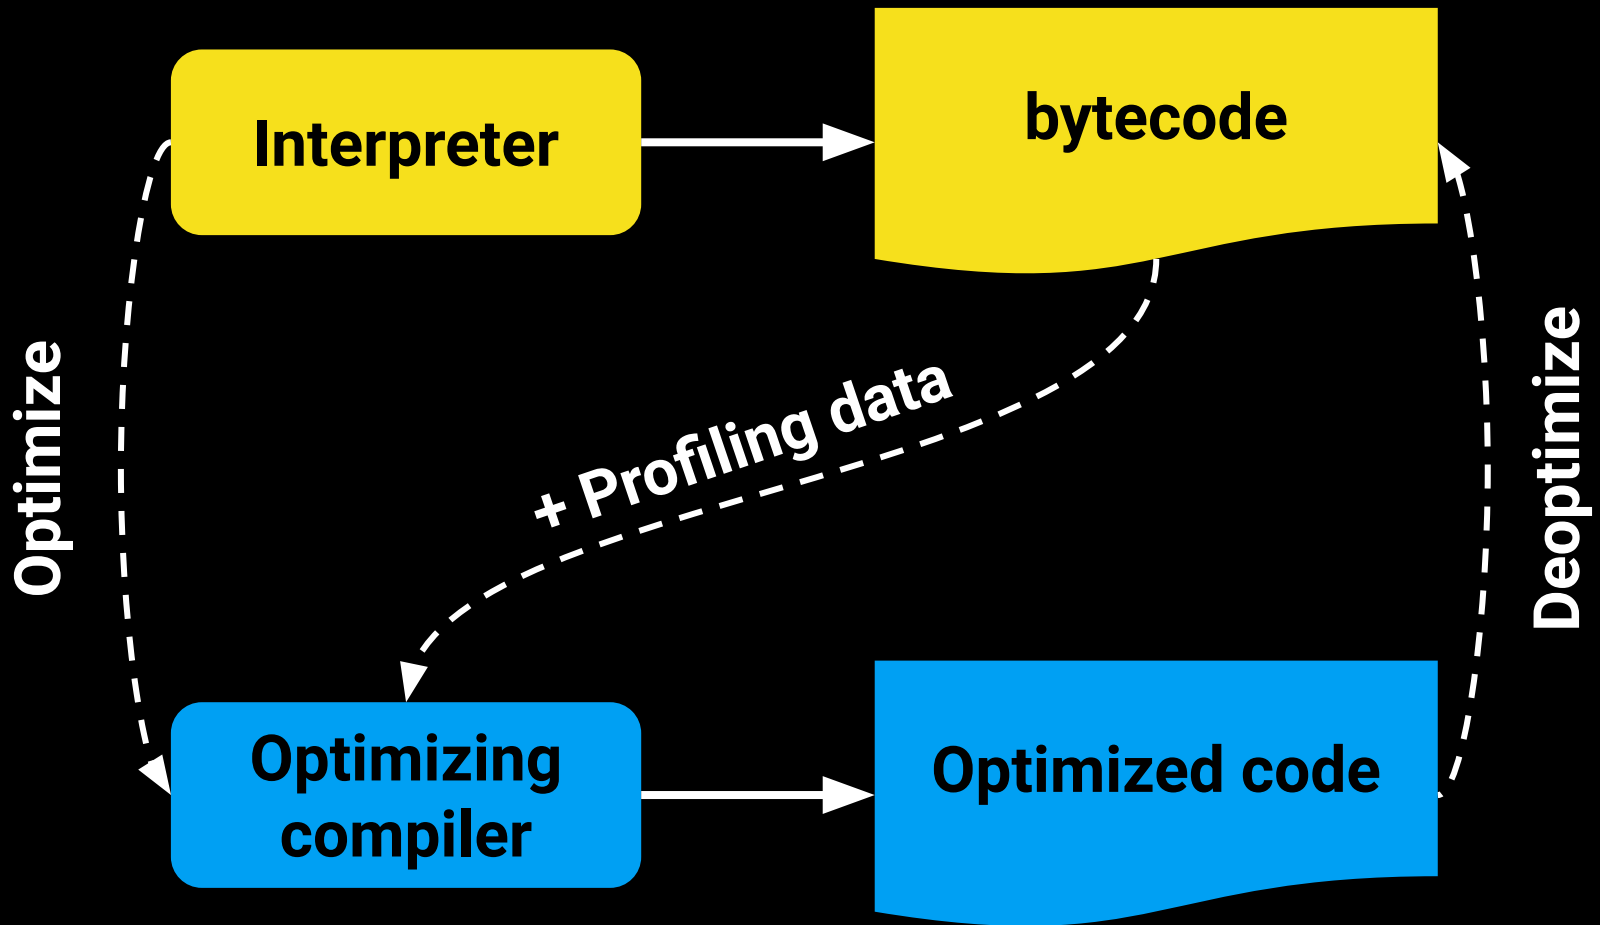 Interpreter
bytecode
Optimize
+ Profiling data
Deoptimize
Optimizing
compiler
Optimized code